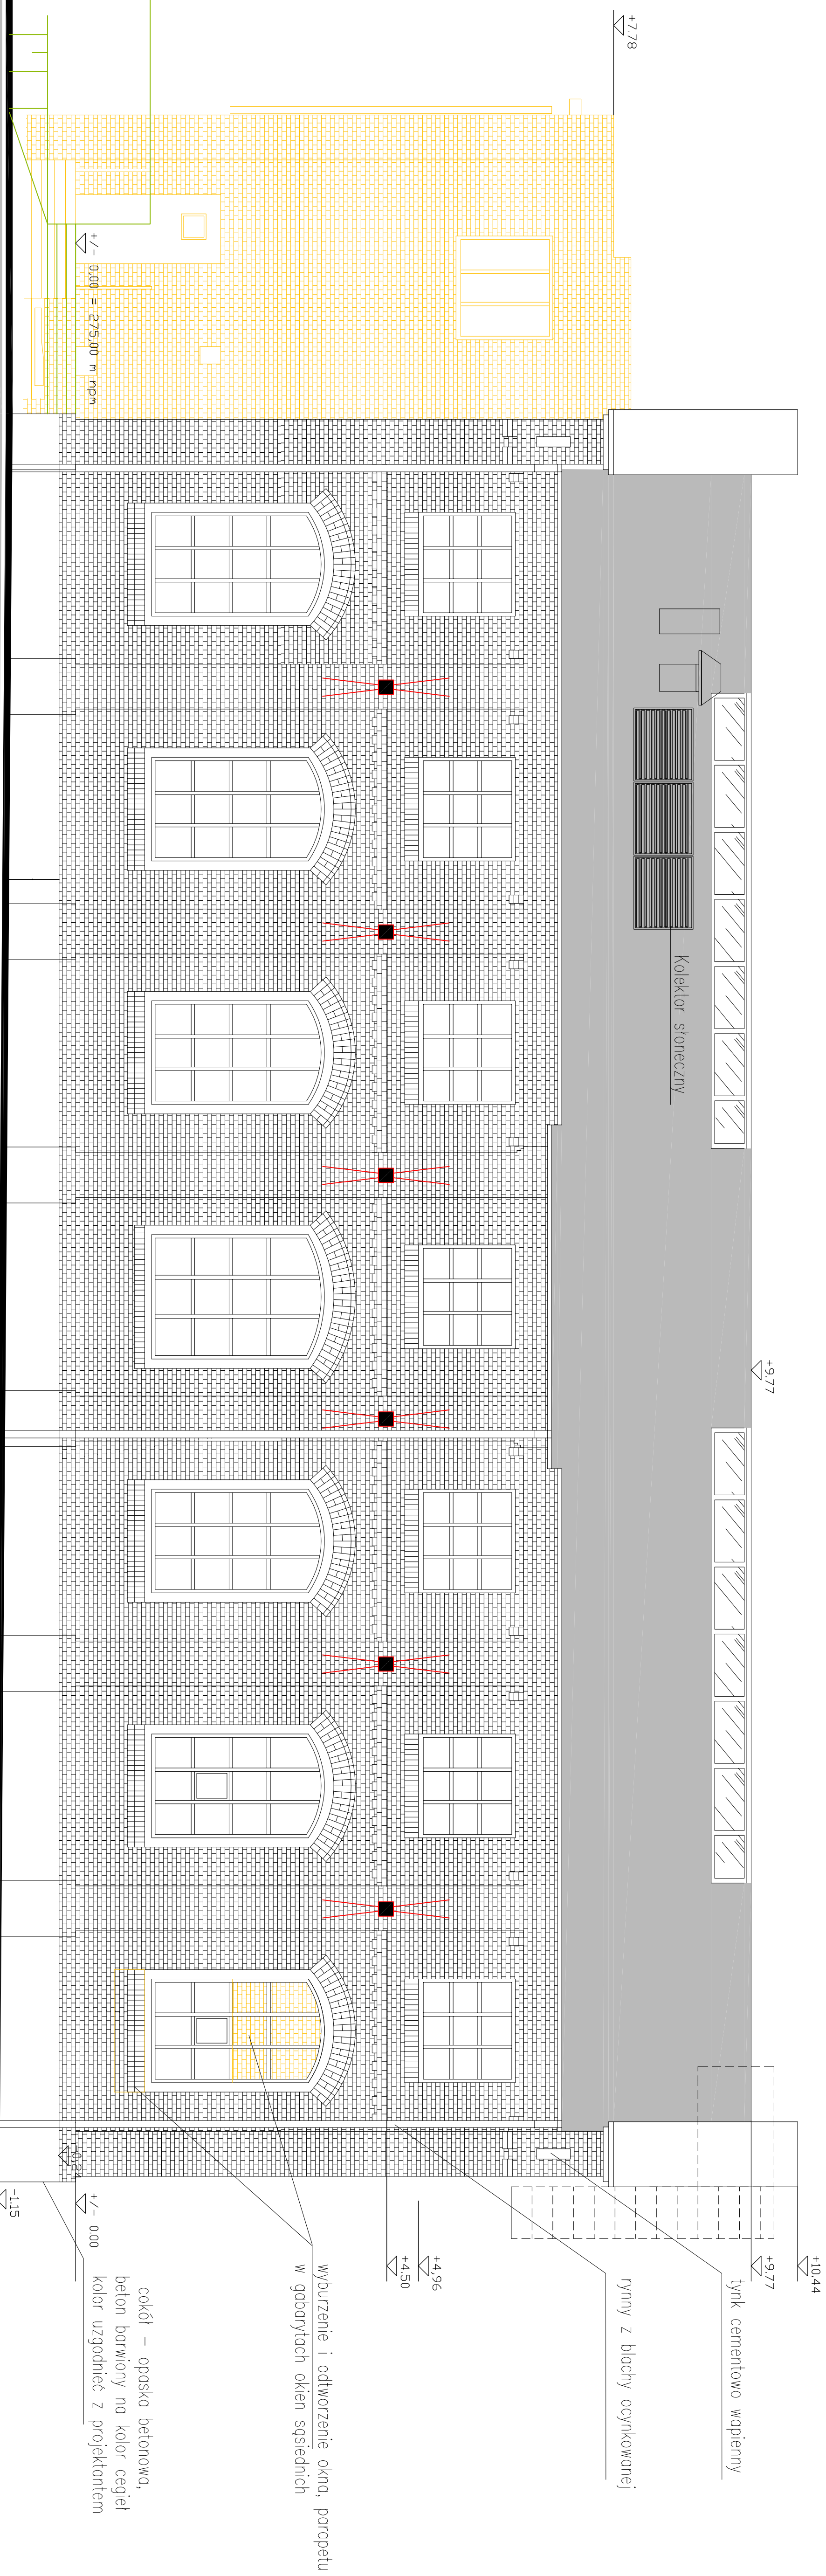 +7.78
+/- 0,00 = 275,00 m npm
Kolektor słoneczny
+9.77
+10.44
+9.77
+4,96
+4.50
+/- 0.00
-1.15
tynk cementowo wapienny
rynny z blachy ocynkowanej
wyburzenie i odtworzenie okna, parapetu
w gabarytach okien sąsiednich
cokół – opaska betonowa,
beton barwiony na kolor cegieł
kolor uzgodnieć z projektantem